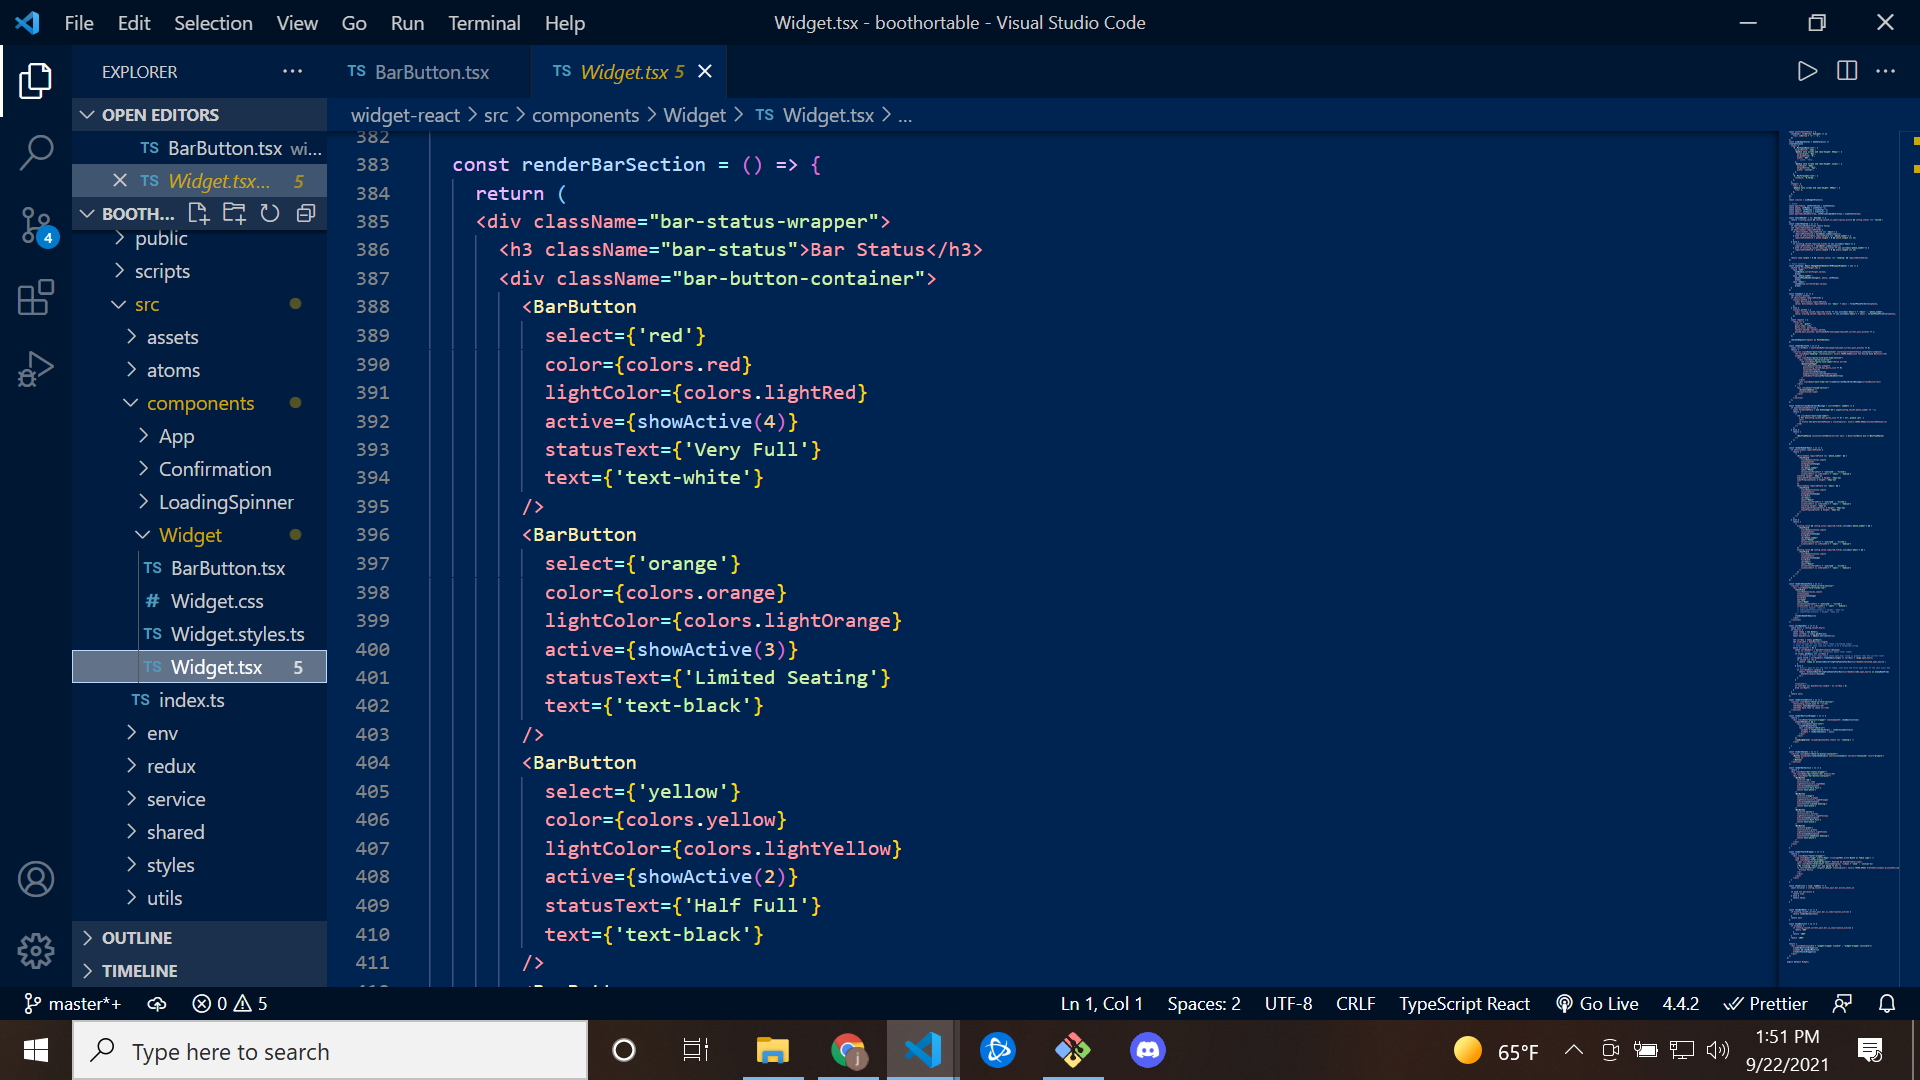 File Edit Selection View Go Run Terminal Help
Widget.tsx - boothortable - Visual Studio Code
EXPLORER
OPEN EDITORS
TS BarButton.tsx wi...
TS Widget.tsx... 5
BOOTH...
public
scripts
src
assets
atoms
components
App
Confirmation
LoadingSpinner
Widget
TS BarButton.tsx
# Widget.css
TS Widget.styles.ts
TS Widget.tsx 5
TS index.ts
env
redux
service
shared
styles
utils
OUTLINE
TIMELINE
4
TS BarButton.tsx
TS Widget.tsx 5
widget-react > src > components > Widget > TS Widget.tsx > ...
382
383 const renderBarSection = () => {
384 return (
385 <div className="bar-status-wrapper">
386 <h3 className="bar-status">Bar Status</h3>
387 <div className="bar-button-container">
388 <BarButton
389 select={'red'}
390 color={colors.red}
391 lightColor={colors.lightRed}
392 active={showActive(4)}
393 statusText={'Very Full'}
394 text={'text-white'}
395 />
396 <BarButton
397 select={'orange'}
398 color={colors.orange}
399 lightColor={colors.lightOrange}
400 active={showActive(3)}
401 statusText={'Limited Seating'}
402 text={'text-black'}
403 />
404 <BarButton
405 select={'yellow'}
406 color={colors.yellow}
407 lightColor={colors.lightYellow}
408 active={showActive(2)}
409 statusText={'Half Full'}
410 text={'text-black'}
411 />
master*+ 0 5
Ln 1, Col 1 Spaces: 2 UTF-8 CRLF TypeScript React Go Live 4.4.2 Prettier
Type here to search
j
65°F
1:51 PM
9/22/2021